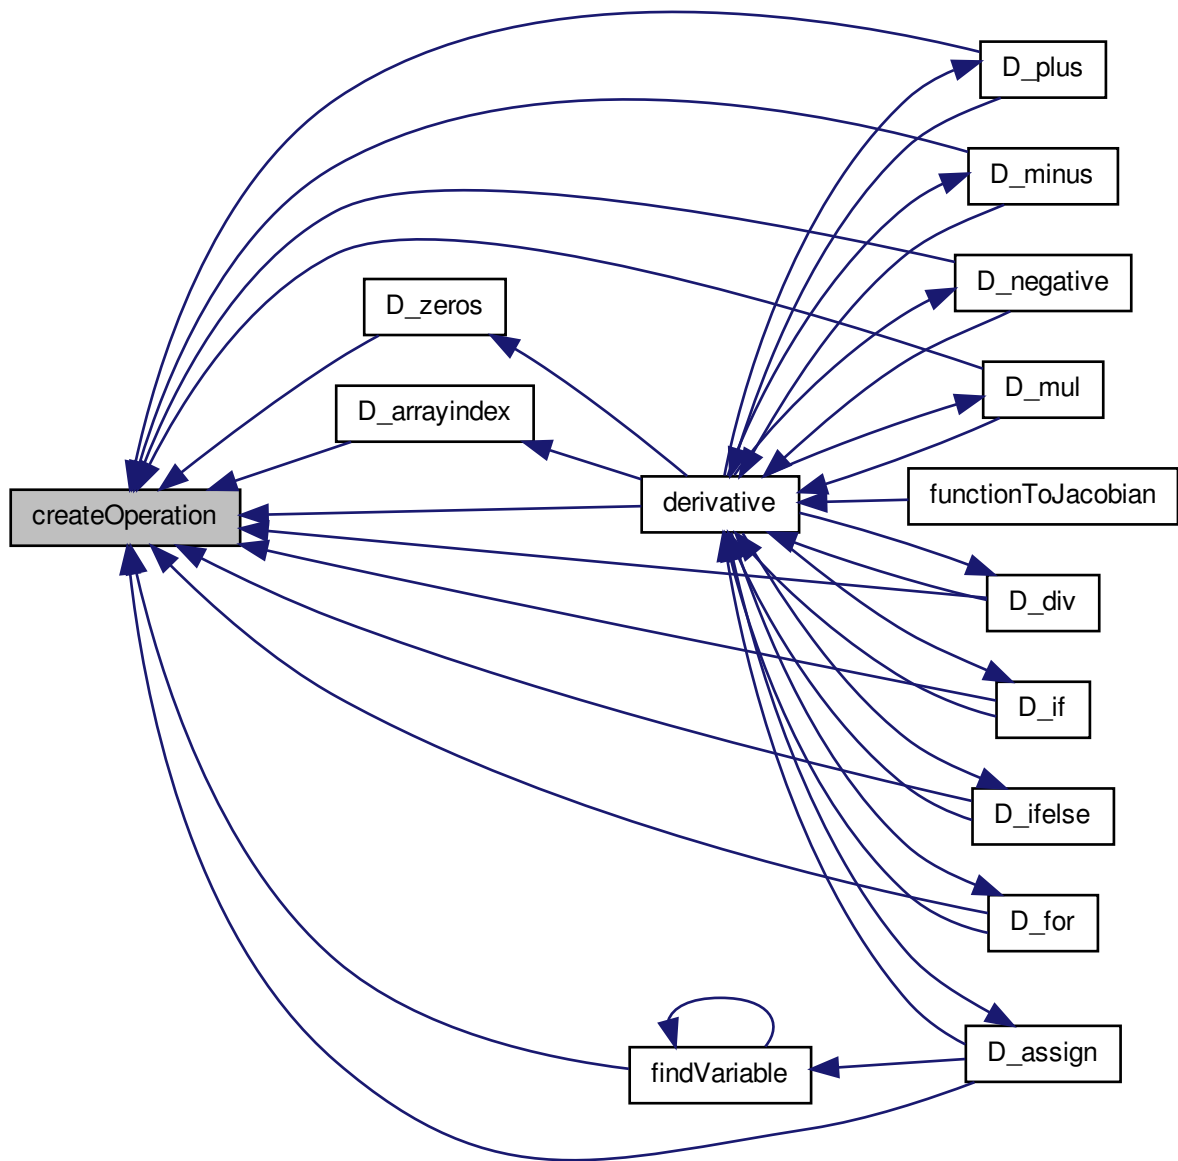 D_plus
D_minus
D_negative
D_zeros
D_mul
D_arrayindex
functionToJacobian
derivative
createOperation
D_div
D_if
D_ifelse
D_for
D_assign
findVariable